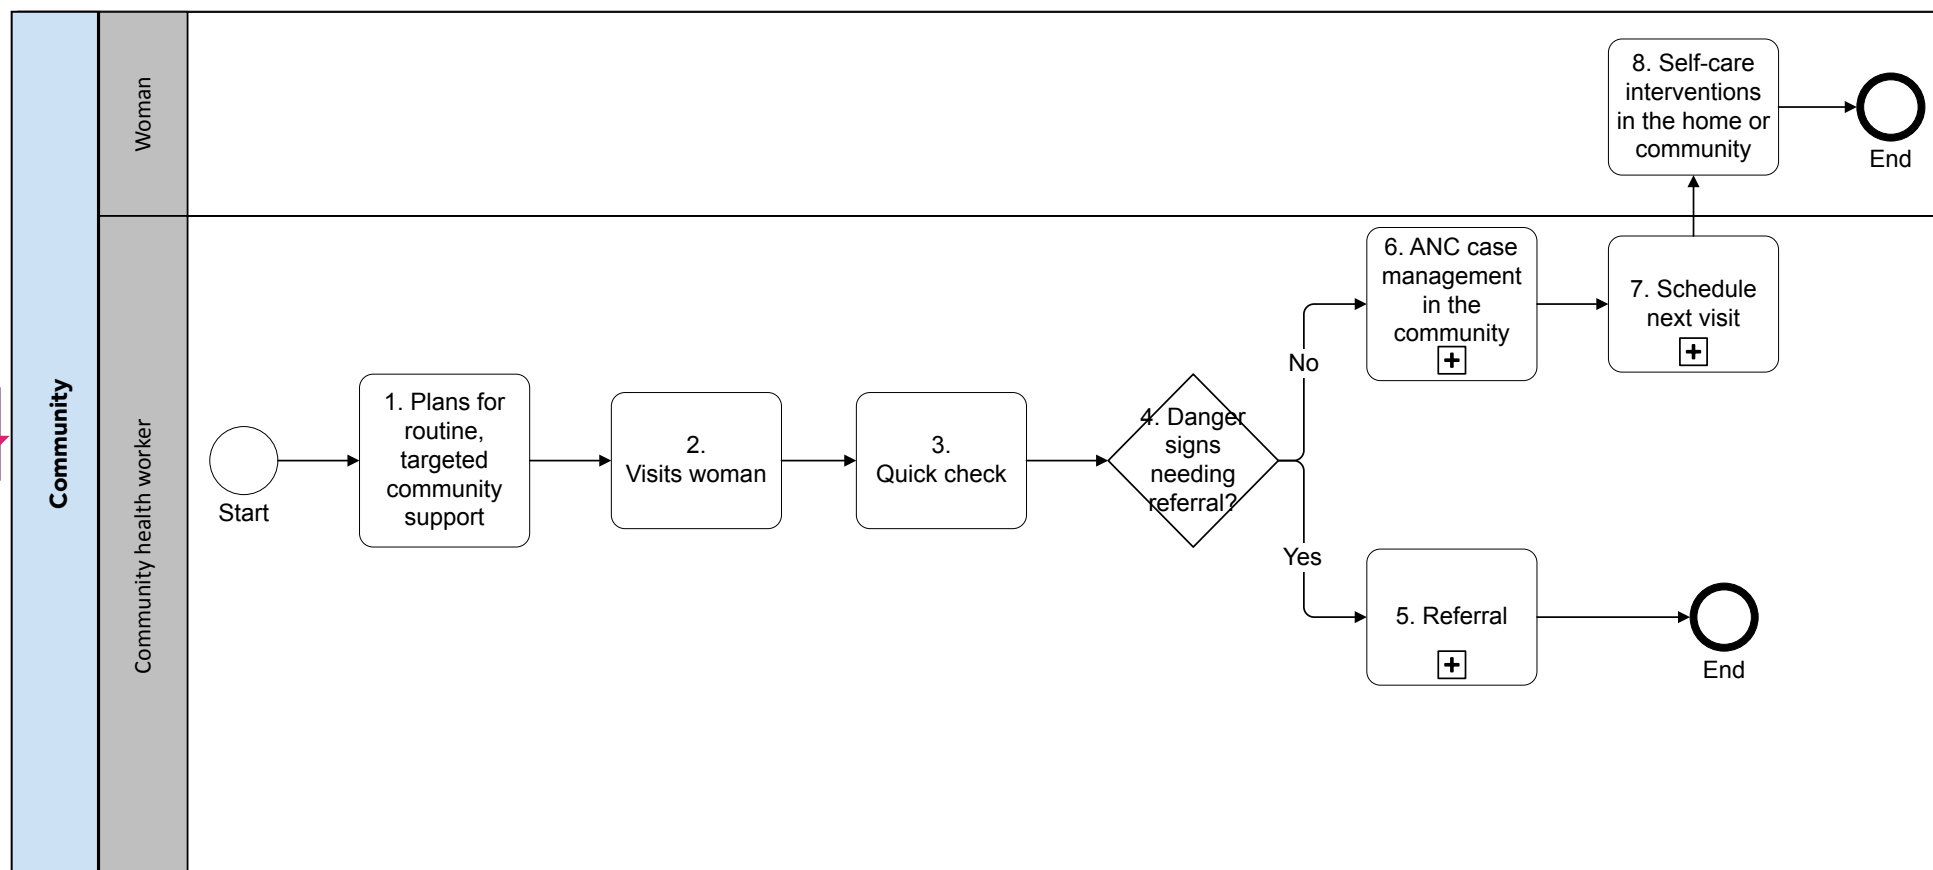 Community
Woman
Community health worker
Start
1. Plans for
routine,
targeted
community
support
2.
Visits woman
3.
Quick check
4. Danger
signs
needing
referral?
No
Yes
5. Referral
End
6. ANC case
management
in the
community
7. Schedule
next visit
8. Self-care
interventions
in the home or
community
End